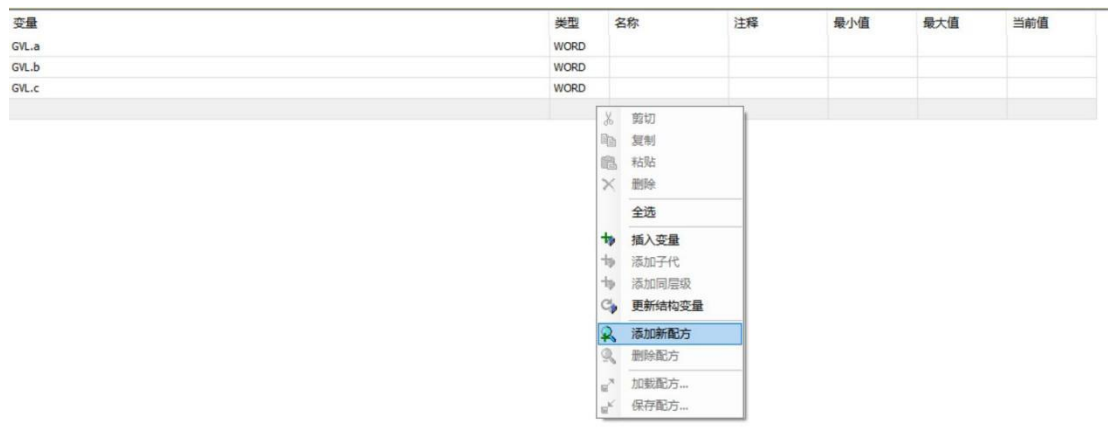 变量 类型 名称 注释 最小值 最大值 当前值
GVL.a WORD
GVL.b WORD
GVL.c WORD
剪切
复制
粘贴
删除
全选
插入变量
添加子代
添加同层级
更新结构变量
添加新配方
删除配方
加载配方...
保存配方...